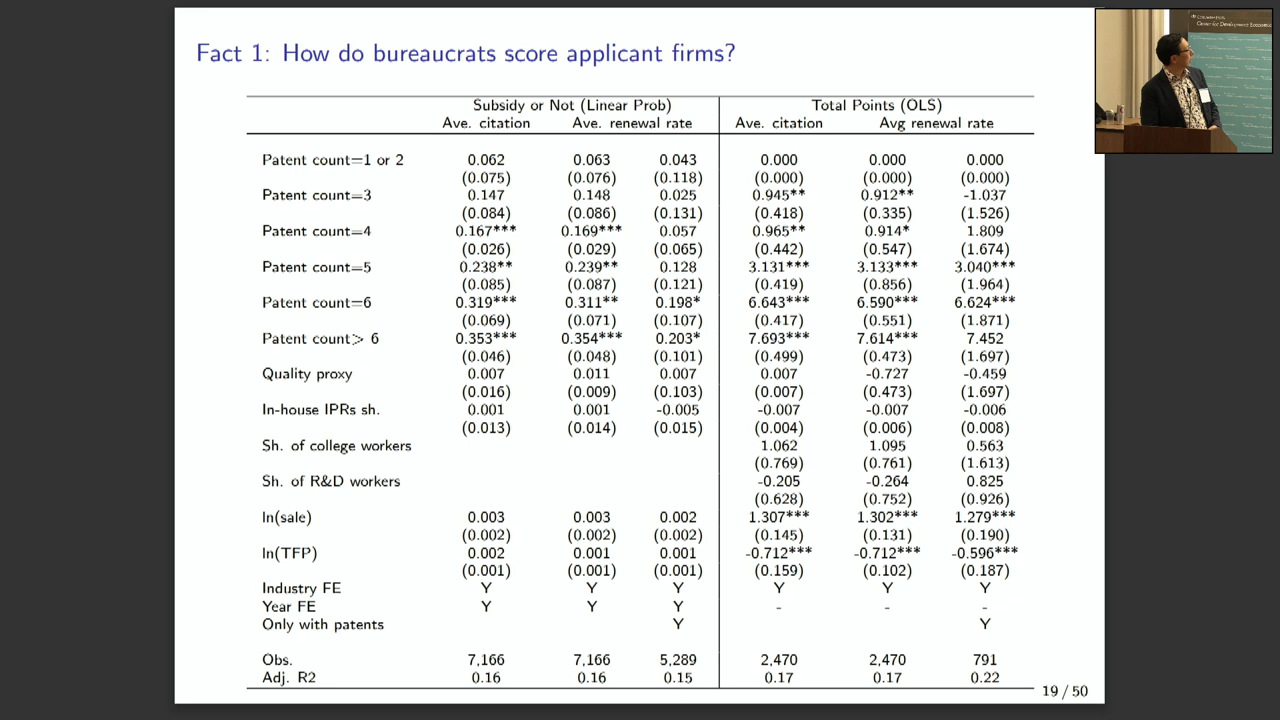 Fact 1: How do bureaucrats score applicant firms?
Subsidy or Not (Linear Prob) Total Points (OLS)
Ave. citation Ave. renewal rate Ave. citation Avg renewal rate
Patent count=1 or 2 0.062 0.063 0.043 0.000 0.000 0.000
(0.075) (0.076) (0.118) (0.000) (0.000) (0.000)
Patent count=3 0.147 0.148 0.025 0.945** 0.912** -1.037
(0.084) (0.086) (0.131) (0.418) (0.335) (1.526)
Patent count=4 0.167*** 0.169*** 0.057 0.965** 0.914* 1.809
(0.026) (0.029) (0.065) (0.442) (0.547) (1.674)
Patent count=5 0.238** 0.239** 0.128 3.131*** 3.133*** 3.040***
(0.085) (0.087) (0.121) (0.419) (0.856) (1.964)
Patent count=6 0.319*** 0.311** 0.198* 6.643*** 6.590*** 6.624***
(0.069) (0.071) (0.107) (0.417) (0.551) (1.871)
Patent count> 6 0.353*** 0.354*** 0.203* 7.693*** 7.614*** 7.452
(0.046) (0.048) (0.101) (0.499) (0.473) (1.697)
Quality proxy 0.007 0.011 0.007 0.007 -0.727 -0.459
(0.016) (0.009) (0.103) (0.007) (0.473) (1.697)
In-house IPRs sh. 0.001 0.001 -0.005 -0.007 -0.007 -0.006
(0.013) (0.014) (0.015) (0.004) (0.006) (0.008)
Sh. of college workers 1.062 1.095 0.563
(0.769) (0.761) (1.613)
Sh. of R&D workers -0.205 -0.264 0.825
(0.628) (0.752) (0.926)
ln(sale) 0.003 0.003 0.002 1.307*** 1.302*** 1.279***
(0.002) (0.002) (0.002) (0.145) (0.131) (0.190)
ln(TFP) 0.002 0.001 0.001 -0.712*** -0.712*** -0.596***
(0.001) (0.001) (0.001) (0.159) (0.102) (0.187)
Industry FE Y Y Y Y Y Y
Year FE Y Y Y - - -
Only with patents Y Y
Obs. 7,166 7,166 5,289 2,470 2,470 791
Adj. R2 0.16 0.16 0.15 0.17 0.17 0.22
19 / 50
Center for Development Economics